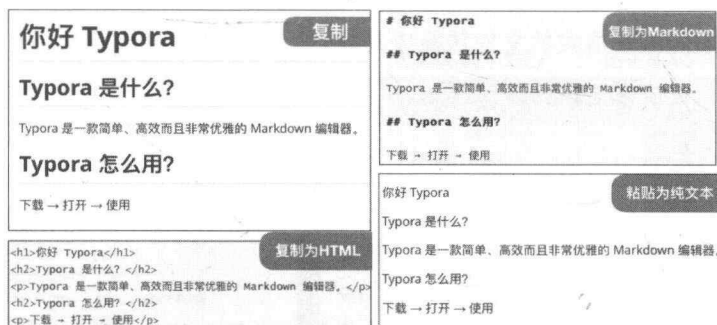 你好 Typora
复制
Typora 是什么?
Typora 是一款简单、高效而且非常优雅的 Markdown 编辑器。
Typora 怎么用?
下载 → 打开 → 使用
复制为HTML
<h1>你好 Typora</h1>
<h2>Typora 是什么? </h2>
<p>Typora 是一款简单、高效而且非常优雅的 Markdown 编辑器。</p>
<h2>Typora 怎么用? </h2>
<p>下载 → 打开 → 使用</p>
# 你好 Typora
复制为Markdown
## Typora 是什么?
Typora 是一款简单、高效而且非常优雅的 Markdown 编辑器。
## Typora 怎么用?
下载 → 打开 → 使用
你好 Typora
粘贴为纯文本
Typora 是什么?
Typora 是一款简单、高效而且非常优雅的 Markdown 编辑器。
Typora 怎么用?
下载 → 打开 → 使用